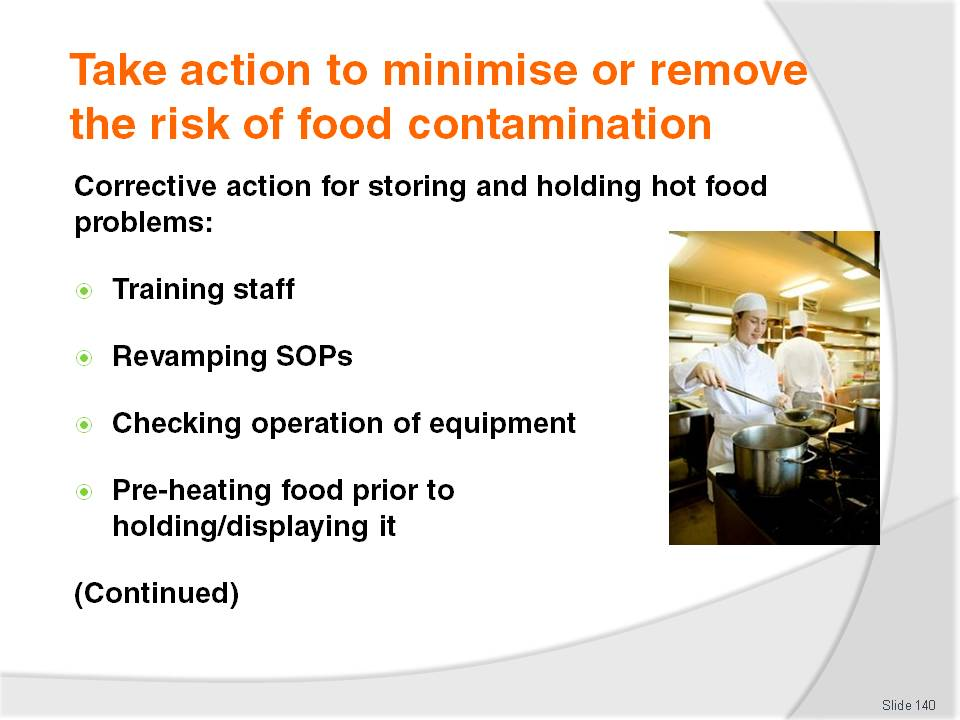 Take action to minimise or remove
the risk of food contamination
Corrective action for storing and holding hot food
problems:
Training staff
Revamping SOPs
Checking operation of equipment
Pre-heating food prior to
holding/displaying it
(Continued)
Slide 140